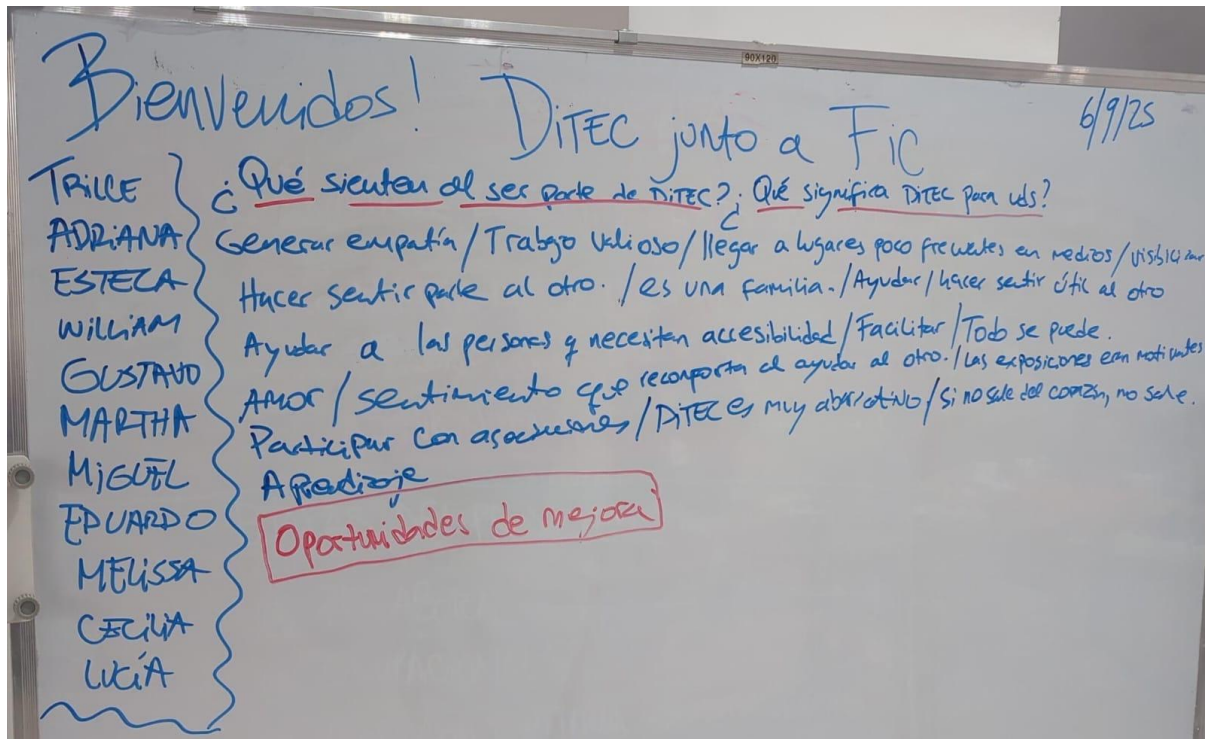 90X120
Bienvenidos! DiTEC junto a Fic
6/9/25
TRiLCE
ADRiANA
ESTELA
WiLLiAM
GUSTAVO
MARTHA
MiGUEL
EDUARDO
MELiSSA
CECiLiA
LUCÍA
¿Qué sienten al ser parte de DiTEC? ¿Qué significa DiTEC para uds?
Generar empatía / Trabajo valioso / llegar a lugares poco frecuentes en medios / visibilizar
Hacer sentir parte al otro. / es una familia. / Ayudar / hacer sentir útil al otro
Ayudar a las personas q necesitan accesibilidad / Facilitar / Todo se puede.
Amor / sentimiento que reconforta el ayudar al otro. / Las exposiciones eran motivantes
Participar con asociaciones / DiTEC es muy abarcativo / Si no sale del corazón, no sale.
Aprendizaje
Oportunidades de mejora